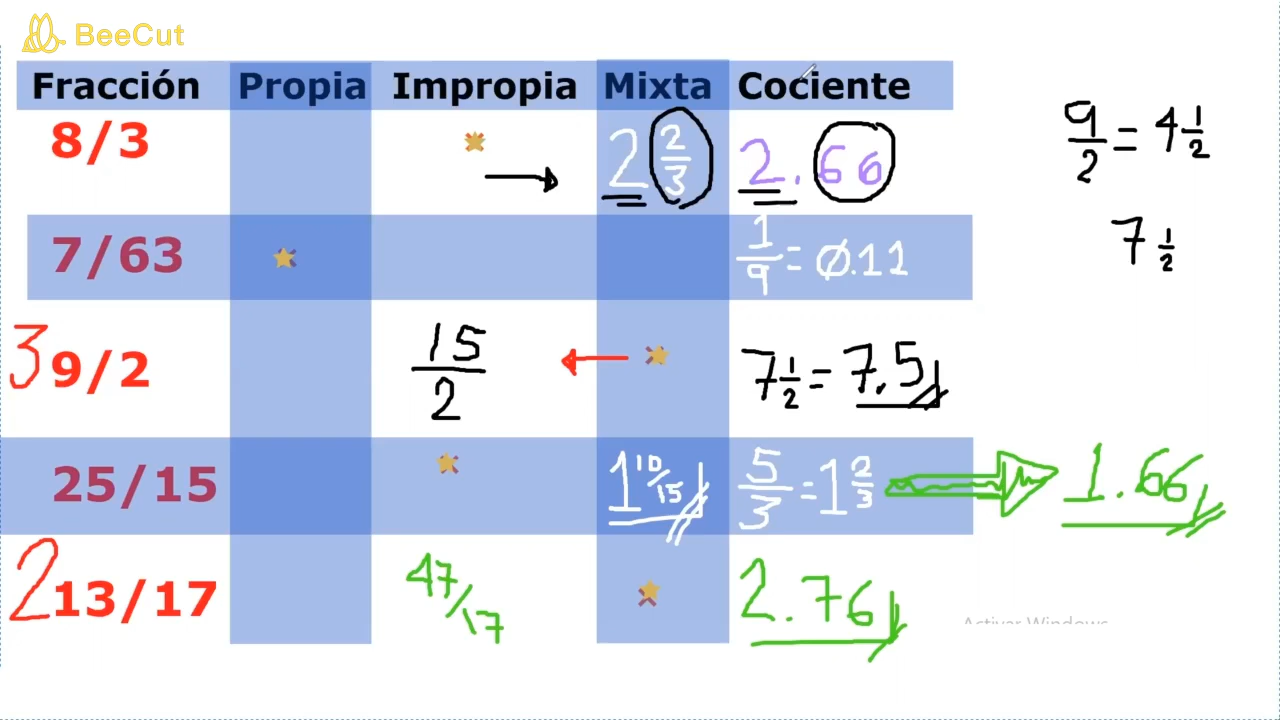 BeeCut
Fracción Propia Impropia Mixta Cociente
8/3 2 2/3 2.66
9/2 = 4 1/2
7/63 1/9 = 0.11
7 1/2
3 9/2 15/2 7 1/2 = 7.5
25/15 1 10/15 5/3 = 1 2/3 1.66
2 13/17 47/17 2.76
Activar Windows